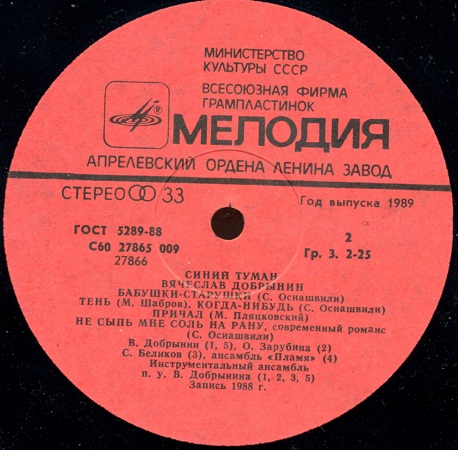 МИНИСТЕРСТВО
КУЛЬТУРЫ СССР
ВСЕСОЮЗНАЯ ФИРМА
ГРАМПЛАСТИНОК
МЕЛОДИЯ
АПРЕЛЕВСКИЙ ОРДЕНА ЛЕНИНА ЗАВОД
СТЕРЕО 33
Год выпуска 1989
ГОСТ 5289-88
С60 27865 009
27866
2
Гр. 3. 2-25
СИНИЙ ТУМАН
ВЯЧЕСЛАВ ДОБРЫНИН
БАБУШКИ-СТАРУШКИ (С. Осиашвили)
ТЕНЬ (М. Шабров), КОГДА-НИБУДЬ (С. Осиашвили)
ПРИЧАЛ (М. Пляцковский)
НЕ СЫПЬ МНЕ СОЛЬ НА РАНУ, современный романс
(С. Осиашвили)
В. Добрынин (1, 5), О. Зарубина (2)
С. Беликов (3), ансамбль «Пламя» (4)
Инструментальный ансамбль
п. у. В. Добрынина (1, 2, 3, 5)
Запись 1988 г.